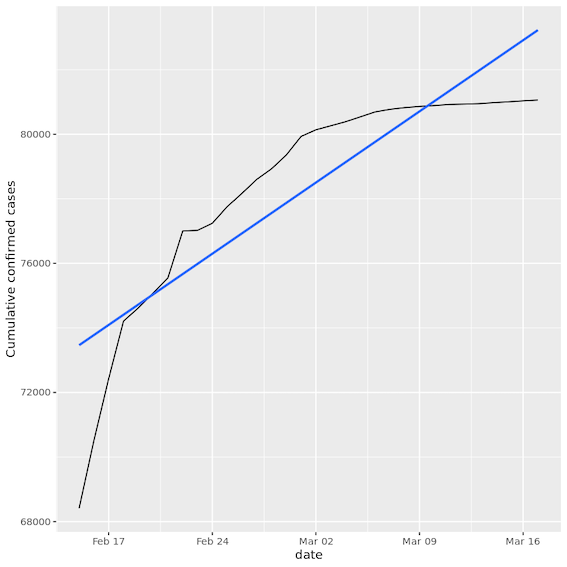 Cumulative confirmed cases
80000
76000
72000
68000
Feb 17 Feb 24 Mar 02 Mar 09 Mar 16
date